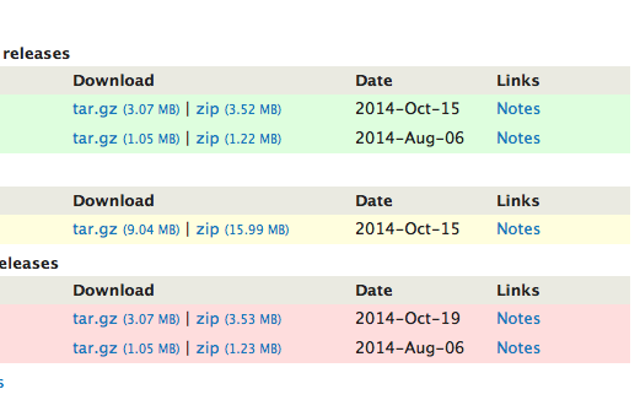 releases
Download Date Links
tar.gz (3.07 MB) | zip (3.52 MB) 2014-Oct-15 Notes
tar.gz (1.05 MB) | zip (1.22 MB) 2014-Aug-06 Notes
Download Date Links
tar.gz (9.04 MB) | zip (15.99 MB) 2014-Oct-15 Notes
eleases
Download Date Links
tar.gz (3.07 MB) | zip (3.53 MB) 2014-Oct-19 Notes
tar.gz (1.05 MB) | zip (1.23 MB) 2014-Aug-06 Notes
s